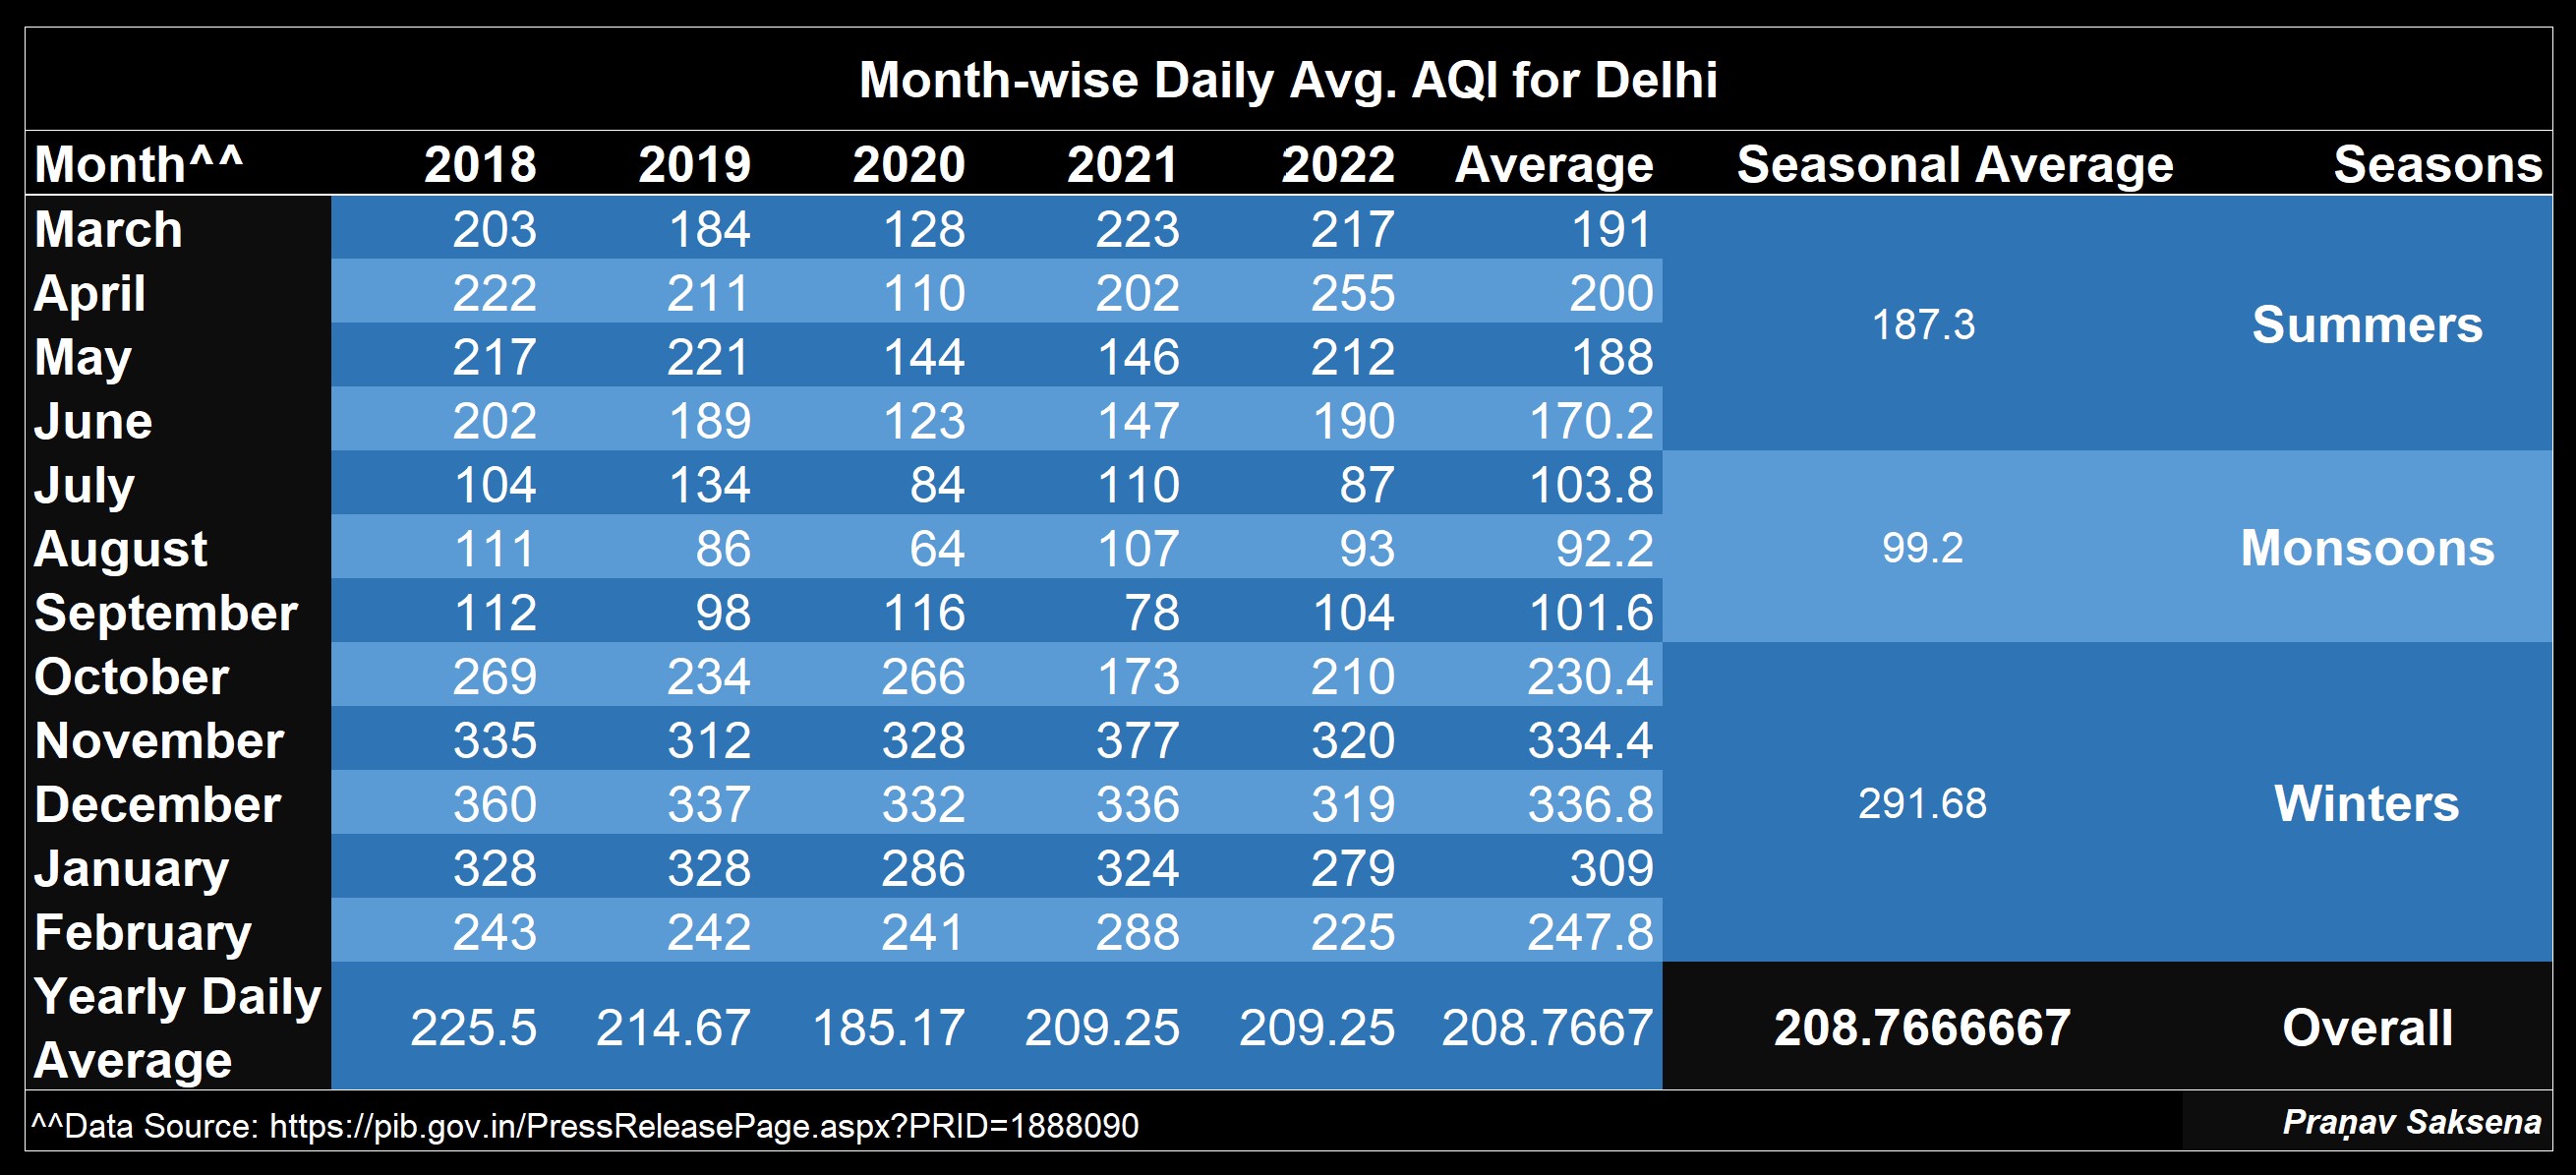 Month-wise Daily Avg. AQI for Delhi
Month^^ 2018 2019 2020 2021 2022 Average Seasonal Average Seasons
March 203 184 128 223 217 191
April 222 211 110 202 255 200
187.3 Summers
May 217 221 144 146 212 188
June 202 189 123 147 190 170.2
July 104 134 84 110 87 103.8
August 111 86 64 107 93 92.2 99.2 Monsoons
September 112 98 116 78 104 101.6
October 269 234 266 173 210 230.4
November 335 312 328 377 320 334.4
December 360 337 332 336 319 336.8 291.68 Winters
January 328 328 286 324 279 309
February 243 242 241 288 225 247.8
Yearly Daily
Average 225.5 214.67 185.17 209.25 209.25 208.7667 208.7666667 Overall
^^Data Source: https://pib.gov.in/PressReleasePage.aspx?PRID=1888090 Praṇav Saksena